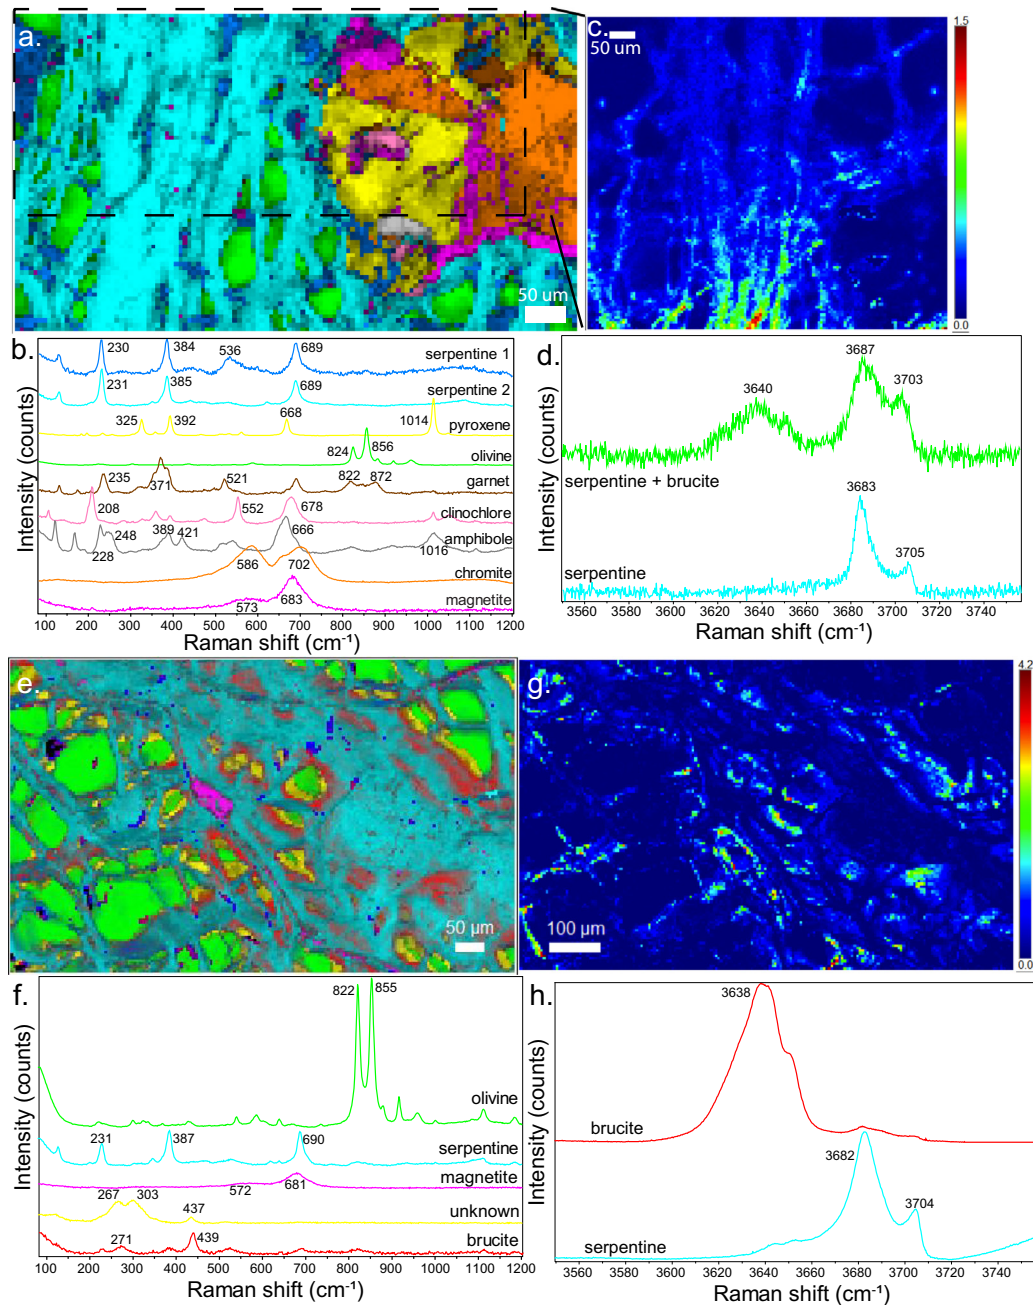 a.
50 um
c.
50 um
1.5
0.0
b.
Intensity (counts)
230 384 536 689 serpentine 1
231 385 689 serpentine 2
325 392 668 1014 pyroxene
824 856 olivine
235 371 521 822 872 garnet
208 552 678 clinochlore
228 248 389 421 666 1016 amphibole
586 702 chromite
573 683 magnetite
100 200 300 400 500 600 700 800 900 1000 1100 1200
Raman shift (cm⁻¹)
d.
Intensity (counts)
3640 3687 3703
serpentine + brucite
3683 3705
serpentine
3560 3580 3600 3620 3640 3660 3680 3700 3720 3740
Raman shift (cm⁻¹)
e.
50 µm
g.
100 µm
4.2
0.0
f.
Intensity (counts)
822 855
olivine
231 387 690 serpentine
572 681 magnetite
267 303 437 unknown
271 439 brucite
100 200 300 400 500 600 700 800 900 1000 1100 1200
Raman shift (cm⁻¹)
h.
Intensity (counts)
3638
brucite
3682 3704
serpentine
3560 3580 3600 3620 3640 3660 3680 3700 3720 3740
Raman shift (cm⁻¹)